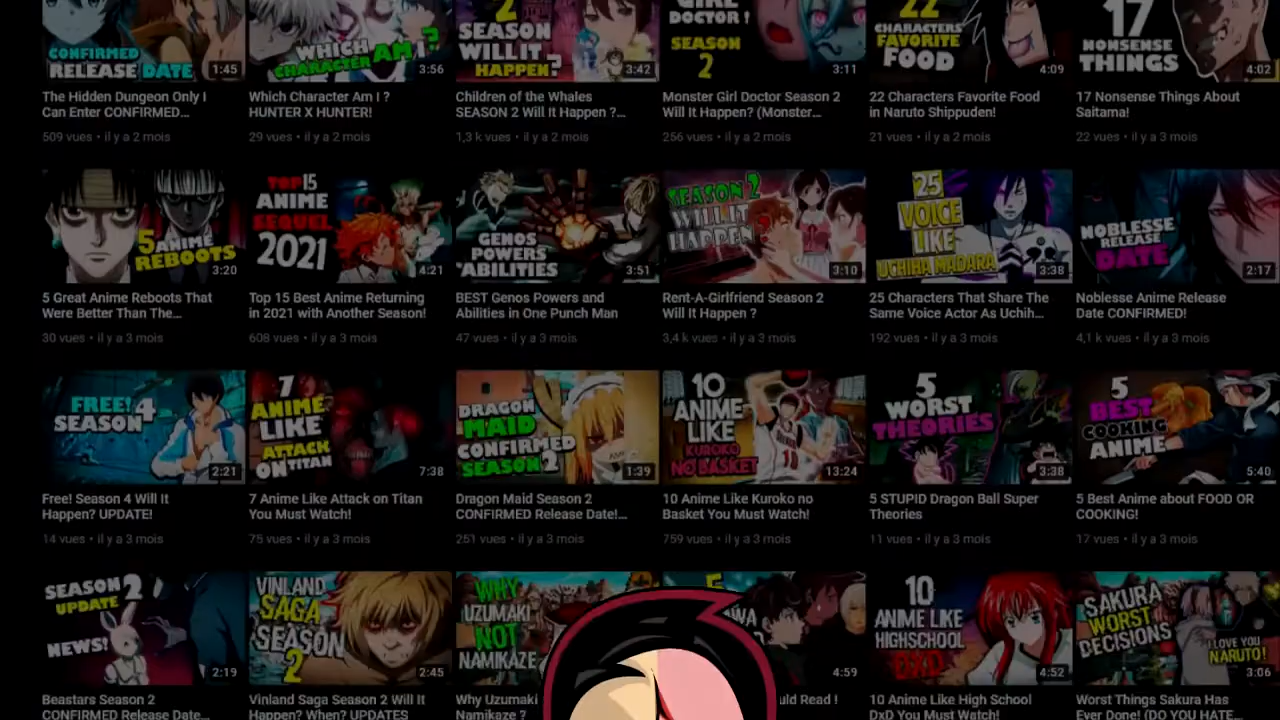 CONFIRMED
RELEASE DATE
1:45
WHICH
CHARACTER AM I ?
3:56
2
SEASON
WILL IT
HAPPEN?
3:42
GIRL
DOCTOR !
SEASON
2
3:11
22
CHARACTERS
FAVORITE
FOOD
4:09
17
NONSENSE
THINGS
4:02
The Hidden Dungeon Only I
Can Enter CONFIRMED...
509 vues • il y a 2 mois
Which Character Am I ?
HUNTER X HUNTER!
29 vues • il y a 2 mois
Children of the Whales
SEASON 2 Will It Happen ?...
1,3 k vues • il y a 2 mois
Monster Girl Doctor Season 2
Will It Happen? (Monster...
256 vues • il y a 2 mois
22 Characters Favorite Food
in Naruto Shippuden!
21 vues • il y a 2 mois
17 Nonsense Things About
Saitama!
22 vues • il y a 3 mois
5 ANIME
REBOOTS
3:20
TOP 15
ANIME
SEQUEL
2021
4:21
GENOS
POWERS
ABILITIES
3:51
SEASON 2
WILL IT
HAPPEN
3:10
25
VOICE
LIKE
UCHIHA MADARA
3:38
NOBLESSE
RELEASE
DATE
2:17
5 Great Anime Reboots That
Were Better Than The...
30 vues • il y a 3 mois
Top 15 Best Anime Returning
in 2021 with Another Season!
608 vues • il y a 3 mois
BEST Genos Powers and
Abilities in One Punch Man
47 vues • il y a 3 mois
Rent-A-Girlfriend Season 2
Will It Happen ?
3,4 k vues • il y a 3 mois
25 Characters That Share The
Same Voice Actor As Uchih...
192 vues • il y a 3 mois
Noblesse Anime Release
Date CONFIRMED!
4,1 k vues • il y a 3 mois
FREE! 4
SEASON
2:21
7
ANIME
LIKE
ATTACK
ON TITAN
7:38
DRAGON
MAID
CONFIRMED
SEASON 2
1:39
10
ANIME
LIKE
KUROKO
NO BASKET
13:24
5
WORST
THEORIES
3:38
5
BEST
COOKING
ANIME
5:40
Free! Season 4 Will It
Happen? UPDATE!
14 vues • il y a 3 mois
7 Anime Like Attack on Titan
You Must Watch!
75 vues • il y a 3 mois
Dragon Maid Season 2
CONFIRMED Release Date!...
251 vues • il y a 3 mois
10 Anime Like Kuroko no
Basket You Must Watch!
759 vues • il y a 3 mois
5 STUPID Dragon Ball Super
Theories
11 vues • il y a 3 mois
5 Best Anime about FOOD OR
COOKING!
17 vues • il y a 3 mois
SEASON 2
UPDATE
NEWS!
2:19
VINLAND
SAGA
SEASON
2
2:45
WHY
UZUMAKI
NOT
NAMIKAZE
4:59
10
ANIME LIKE
HIGHSCHOOL
DXD
4:52
SAKURA
WORST
DECISIONS
I LOVE YOU
NARUTO!
3:06
Beastars Season 2
CONFIRMED Release Date...
Vinland Saga Season 2 Will It
Happen? When? UPDATES
Why Uzumaki
Namikaze ?
Read !
10 Anime Like High School
DxD You Must Watch!
Worst Things Sakura Has
Ever Done! (DO YOU HATE...